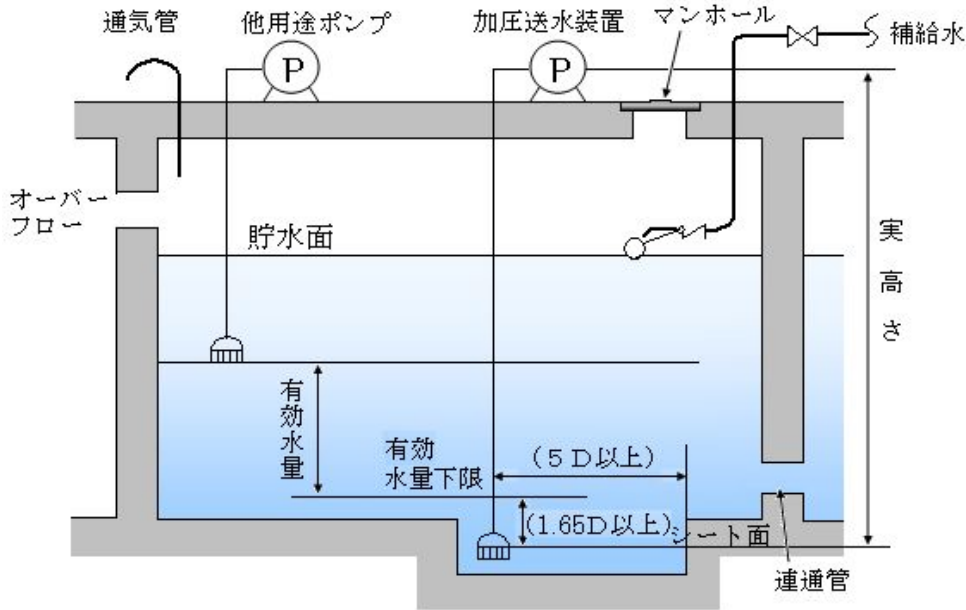 通気管
他用途ポンプ
加圧送水装置
マンホール
補給水
P
P
オーバー
フロー
貯水面
実高さ
有効水量
有効
水量下限
(5D以上)
(1.65D以上)
シート面
連通管